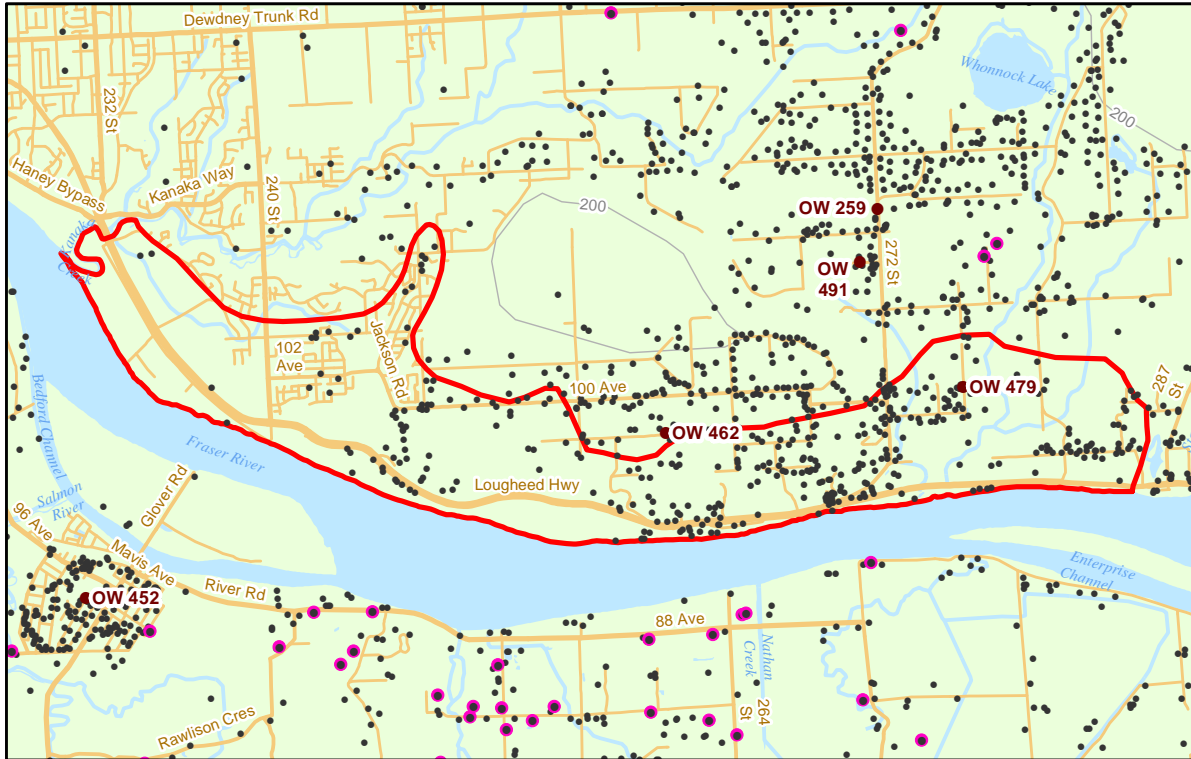 Dewdney Trunk Rd
Whonnock Lake
232 St
200
Haney Bypass
Kanaka Way
240 St
200
OW 259
Kanaka
Creek
OW
491
272 St
Jackson Rd
102
Ave
100 Ave
OW 479
287
St
OW 462
Bedford Channel
Fraser River
Lougheed Hwy
Salmon
River
Glover Rd
96 Ave
Mavis Ave
River Rd
OW 452
Enterprise
Channel
88 Ave
Nathan
Creek
264
St
Rawlison Cres